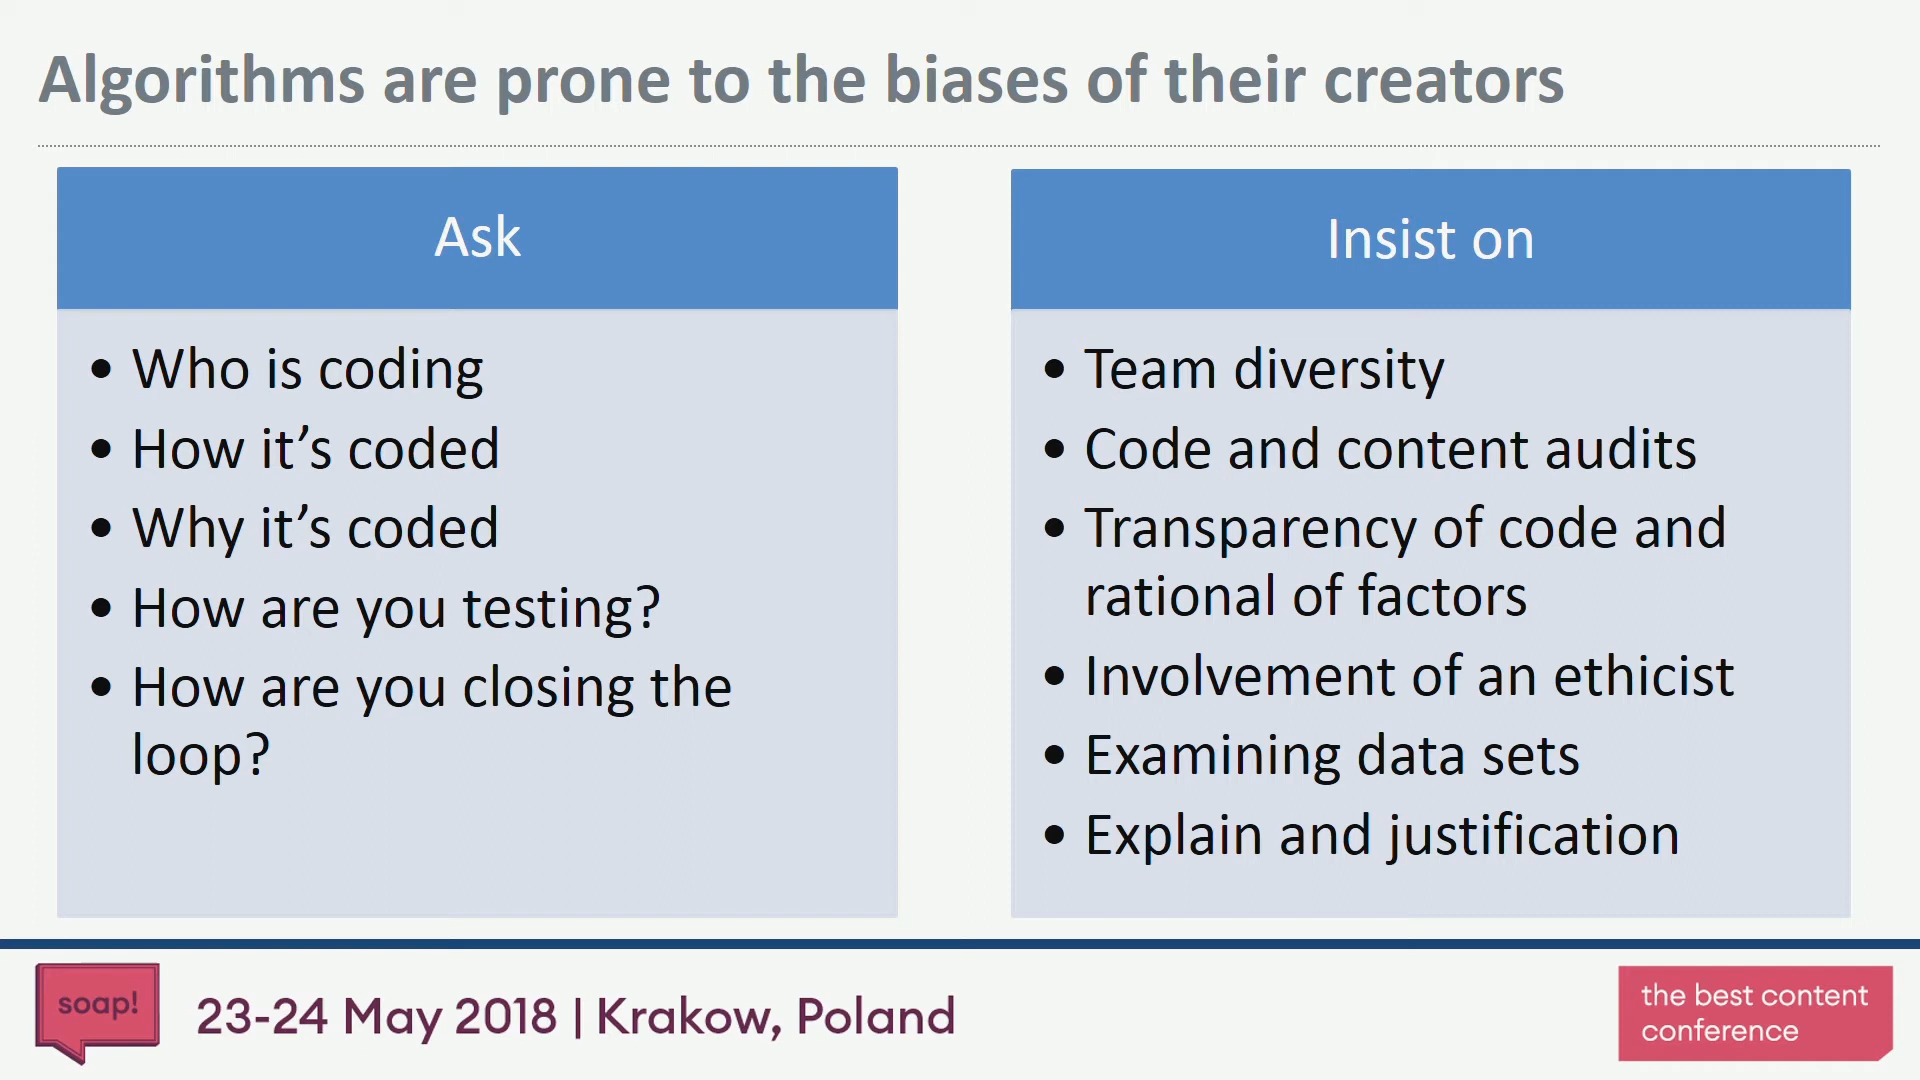 Algorithms are prone to the biases of their creators
Ask
• Who is coding
• How it’s coded
• Why it’s coded
• How are you testing?
• How are you closing the
loop?
Insist on
• Team diversity
• Code and content audits
• Transparency of code and
rational of factors
• Involvement of an ethicist
• Examining data sets
• Explain and justification
soap!
23-24 May 2018 | Krakow, Poland
the best content
conference